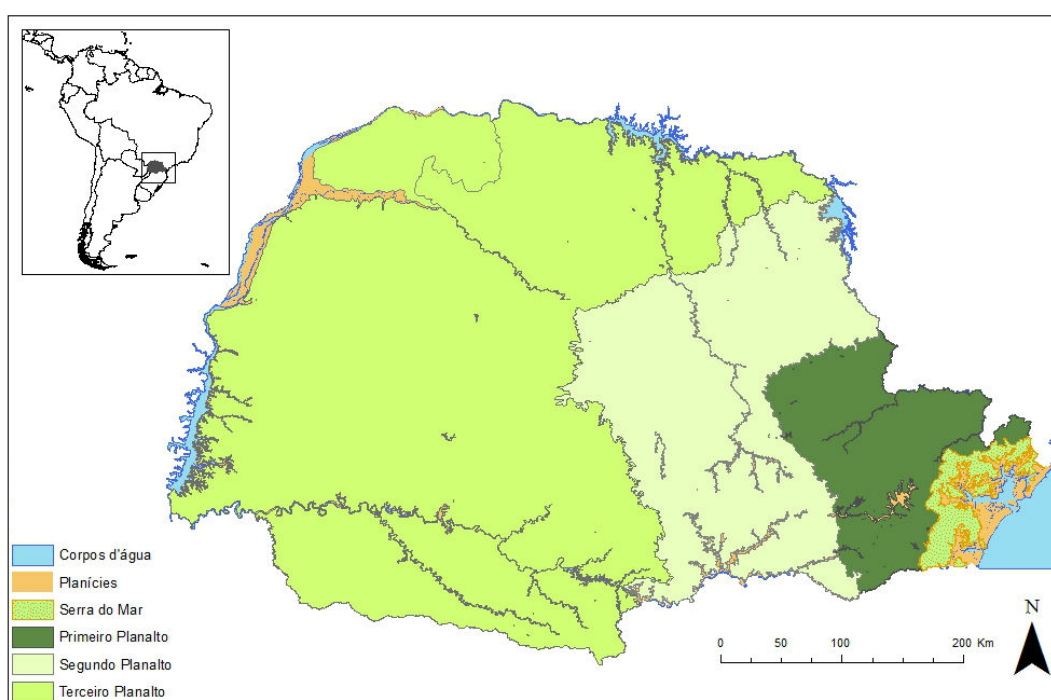 Corpos d'água
Planícies
Serra do Mar
Primeiro Planalto
Segundo Planalto
Terceiro Planalto
N
0 50 100 200 Km